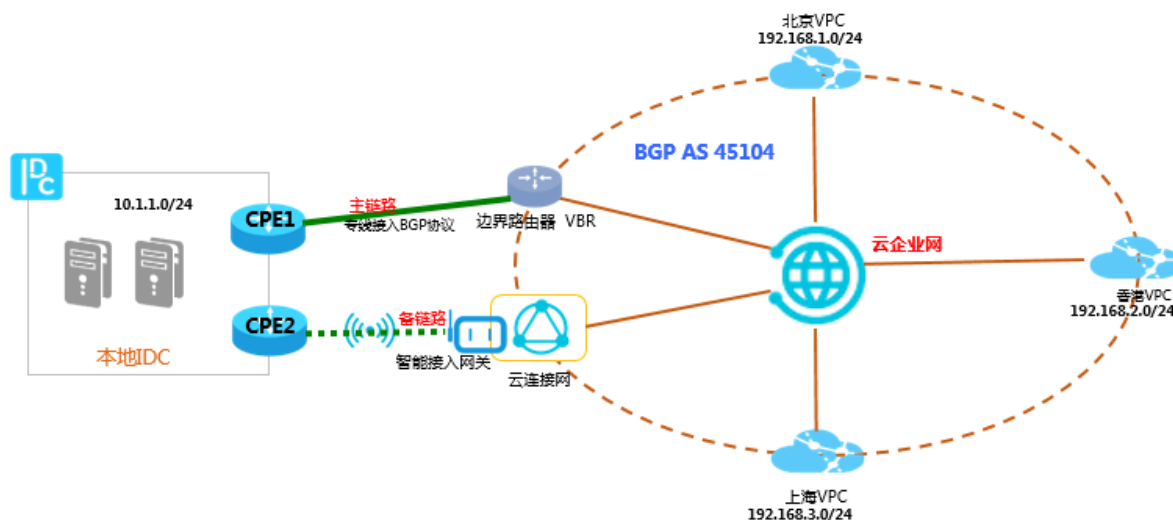 北京VPC
192.168.1.0/24
BGP AS 45104
IDC
10.1.1.0/24
CPE1
主链路
专线接入BGP协议
边界路由器 VBR
云企业网
香港VPC
192.168.2.0/24
CPE2
备链路
智能接入网关
本地IDC
云连接网
上海VPC
192.168.3.0/24